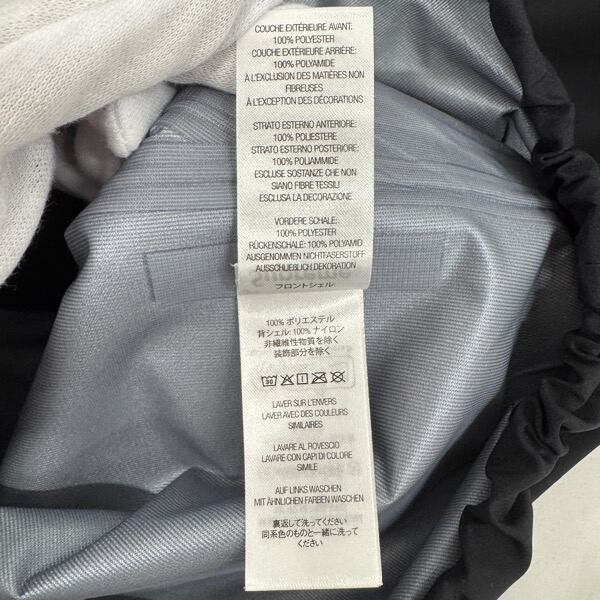 COUCHE EXTÉRIEURE AVANT:
100% POLYESTER
COUCHE EXTÉRIEURE ARRIÈRE:
100% POLYAMIDE
À L'EXCLUSION DES MATIÈRES NON
FIBREUSES
À L'EXCEPTION DES DÉCORATIONS
STRATO ESTERNO ANTERIORE:
100% POLIESTERE
STRATO ESTERNO POSTERIORE:
100% POLIAMMIDE
ESCLUSE SOSTANZE CHE NON
SIANO FIBRE TESSILI
ESCLUSA LA DECORAZIONE
VORDERE SCHALE:
100% POLYESTER
RÜCKENSCHALE: 100% POLYAMID
AUSGENOMMEN NICHTFASERSTOFF
AUSSCHLIEßLICH DEKORATION
フロントシェル
Supreme
100% ポリエステル
背シェル: 100% ナイロン
非繊維性物質を除く
装飾部分を除く
30
LAVER SUR L'ENVERS
LAVER AVEC DES COULEURS
SIMILAIRES
LAVARE AL ROVESCIO
LAVARE CON CAPI DI COLORE
SIMILE
AUF LINKS WASCHEN
MIT ÄHNLICHEN FARBEN WASCHEN
裏返して洗ってください
同系色のものと一緒に洗ってください